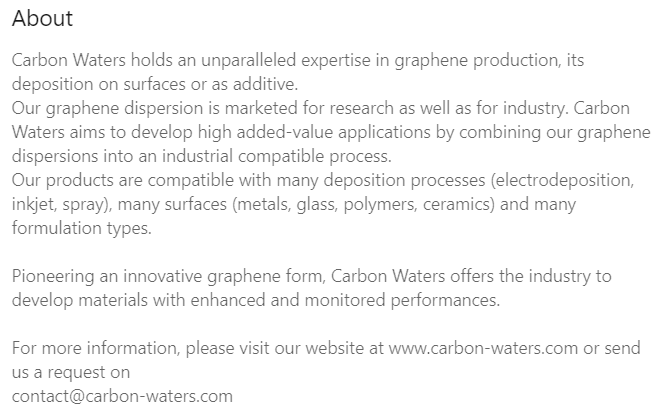 About
Carbon Waters holds an unparalleled expertise in graphene production, its
deposition on surfaces or as additive.
Our graphene dispersion is marketed for research as well as for industry. Carbon
Waters aims to develop high added-value applications by combining our graphene
dispersions into an industrial compatible process.
Our products are compatible with many deposition processes (electrodeposition,
inkjet, spray), many surfaces (metals, glass, polymers, ceramics) and many
formulation types.
Pioneering an innovative graphene form, Carbon Waters offers the industry to
develop materials with enhanced and monitored performances.
For more information, please visit our website at www.carbon-waters.com or send
us a request on
contact@carbon-waters.com